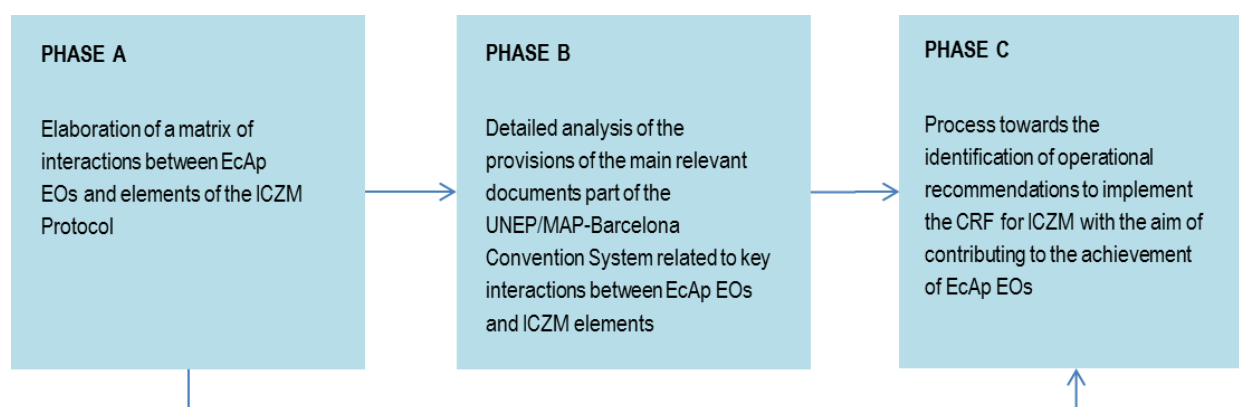 PHASE A
Elaboration of a matrix of
interactions between EcAp
EOs and elements of the ICZM
Protocol
PHASE B
Detailed analysis of the
provisions of the main relevant
documents part of the
UNEP/MAP-Barcelona
Convention System related to key
interactions between EcAp EOs
and ICZM elements
PHASE C
Process towards the
identification of operational
recommendations to implement
the CRF for ICZM with the aim of
contributing to the achievement
of EcAp EOs